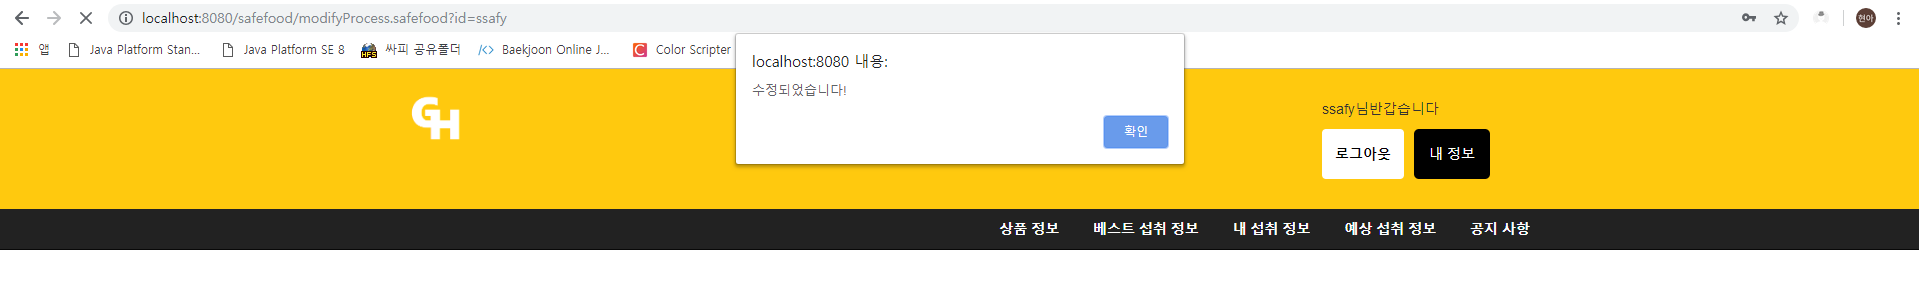 localhost:8080/safefood/modifyProcess.safefood?id=ssafy
현아
앱 Java Platform Stan... Java Platform SE 8 HFS 싸피 공유폴더 </> Baekjoon Online J... C Color Scripter
localhost:8080 내용:
수정되었습니다!
확인
GH
ssafy님반갑습니다
로그아웃 내 정보
상품 정보 베스트 섭취 정보 내 섭취 정보 예상 섭취 정보 공지 사항